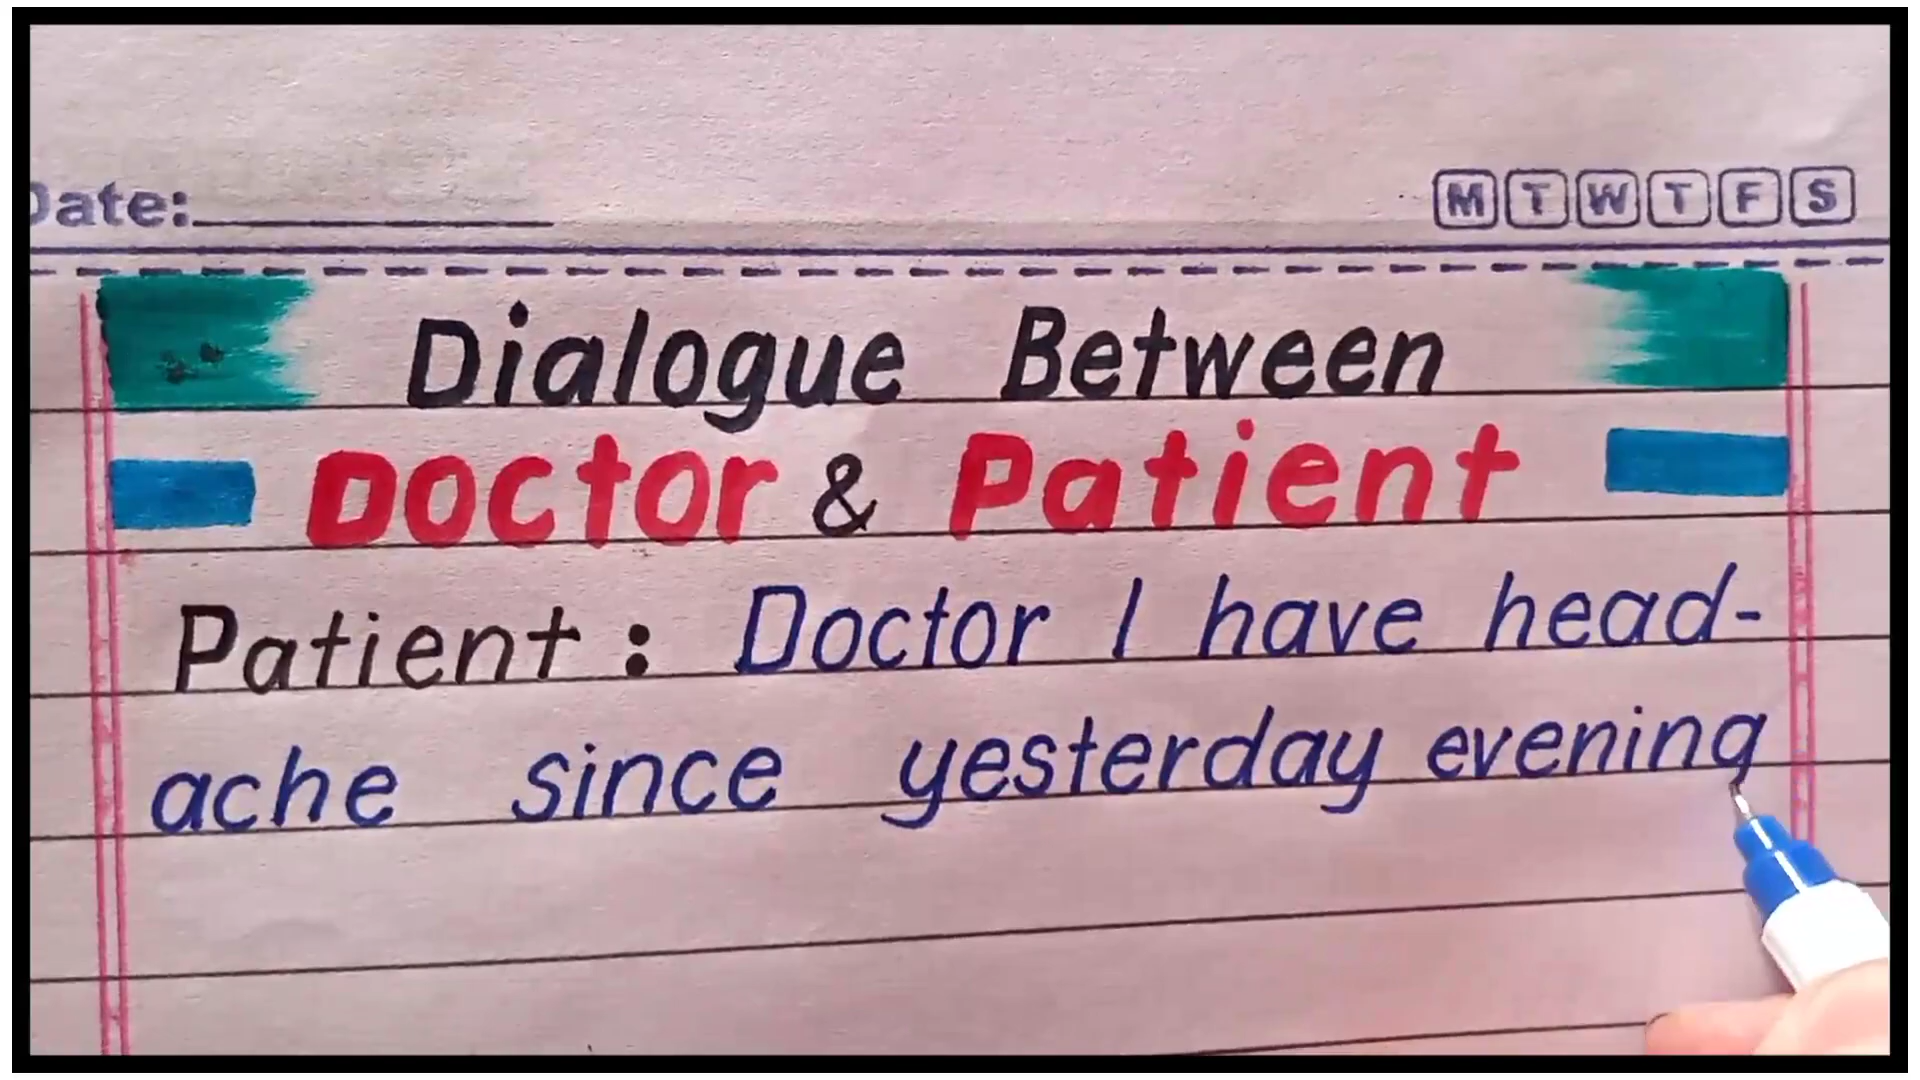 Date:
M T W T F S
Dialogue Between
Doctor & Patient
Patient : Doctor I have head-
ache since yesterday evening